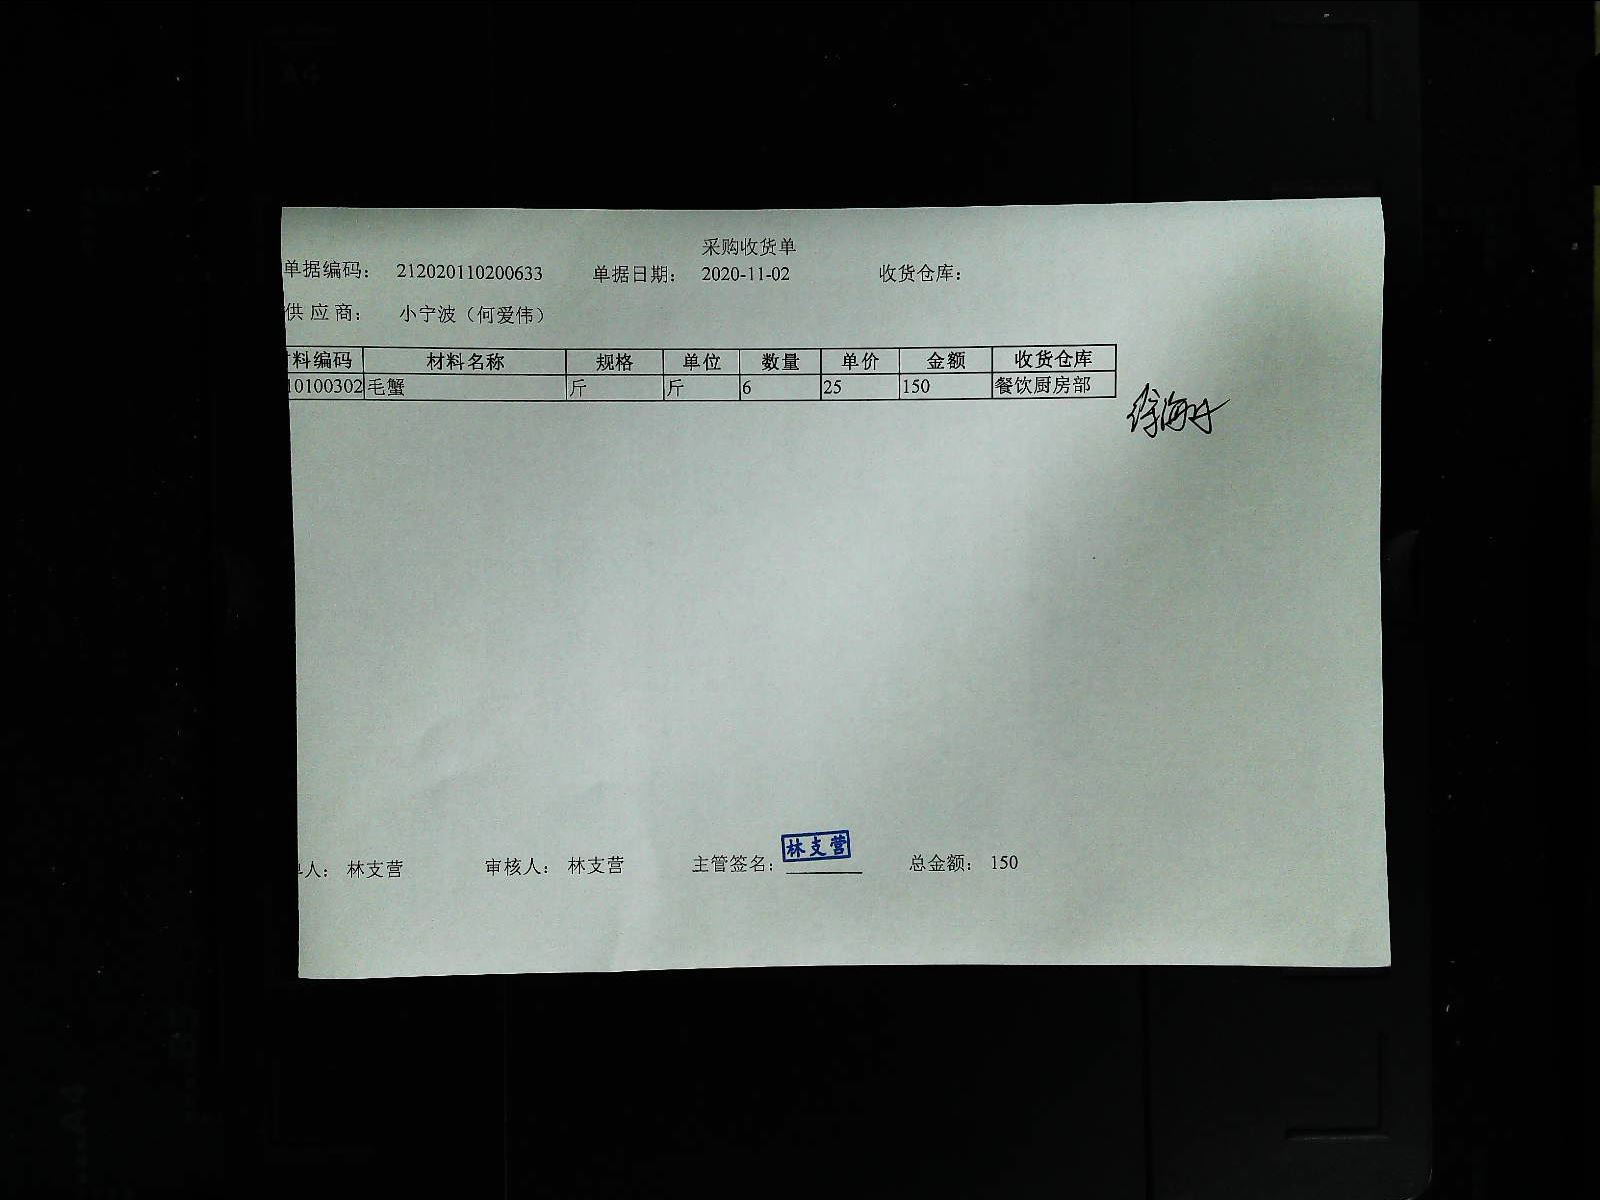 采购收货单
单据编码： 212020110200633 单据日期： 2020-11-02 收货仓库：
供应商： 小宁波（何爱伟）
料编码 材料名称 规格 单位 数量 单价 金额 收货仓库
10100302 毛蟹 斤 斤 6 25 150 餐饮厨房部
林支营
人： 林支营 审核人： 林支营 主管签名： 总金额： 150